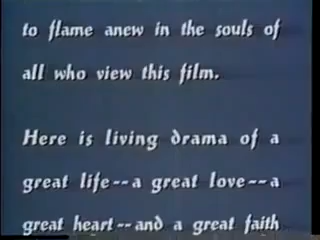 to flame anew in the souls of
all who view this film.
Here is living drama of a
great life--a great love--a
great heart--and a great faith